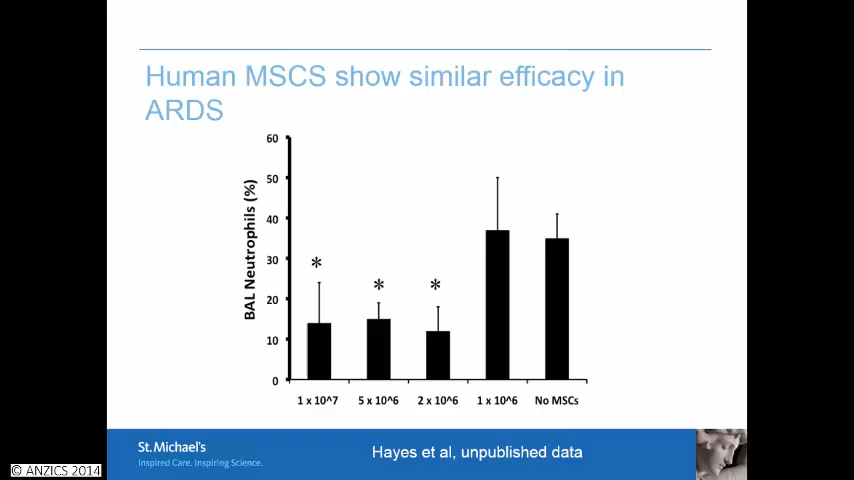 Human MSCS show similar efficacy in
ARDS
60
50
40
30
20
10
0
BAL Neutrophils (%)
*
*
*
1 x 10^7 5 x 10^6 2 x 10^6 1 x 10^6 No MSCs
St. Michael's
Inspired Care. Inspiring Science.
Hayes et al, unpublished data
© ANZICS 2014